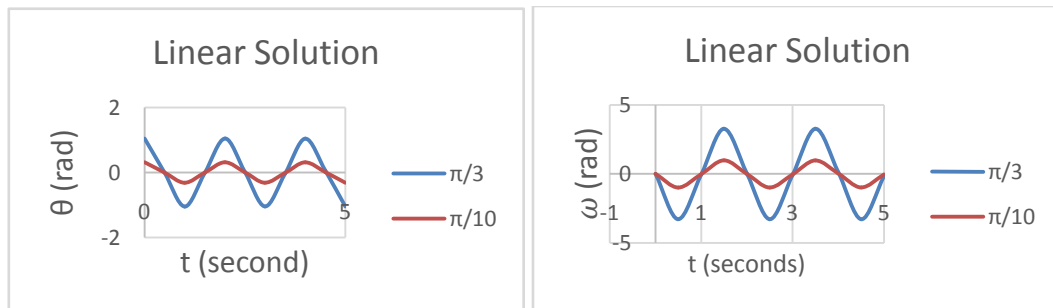 Linear Solution
2
0
-2
θ (rad)
0
5
t (second)
π/3
π/10
Linear Solution
5
0
-5
ω (rad)
-1
1
3
5
t (seconds)
π/3
π/10